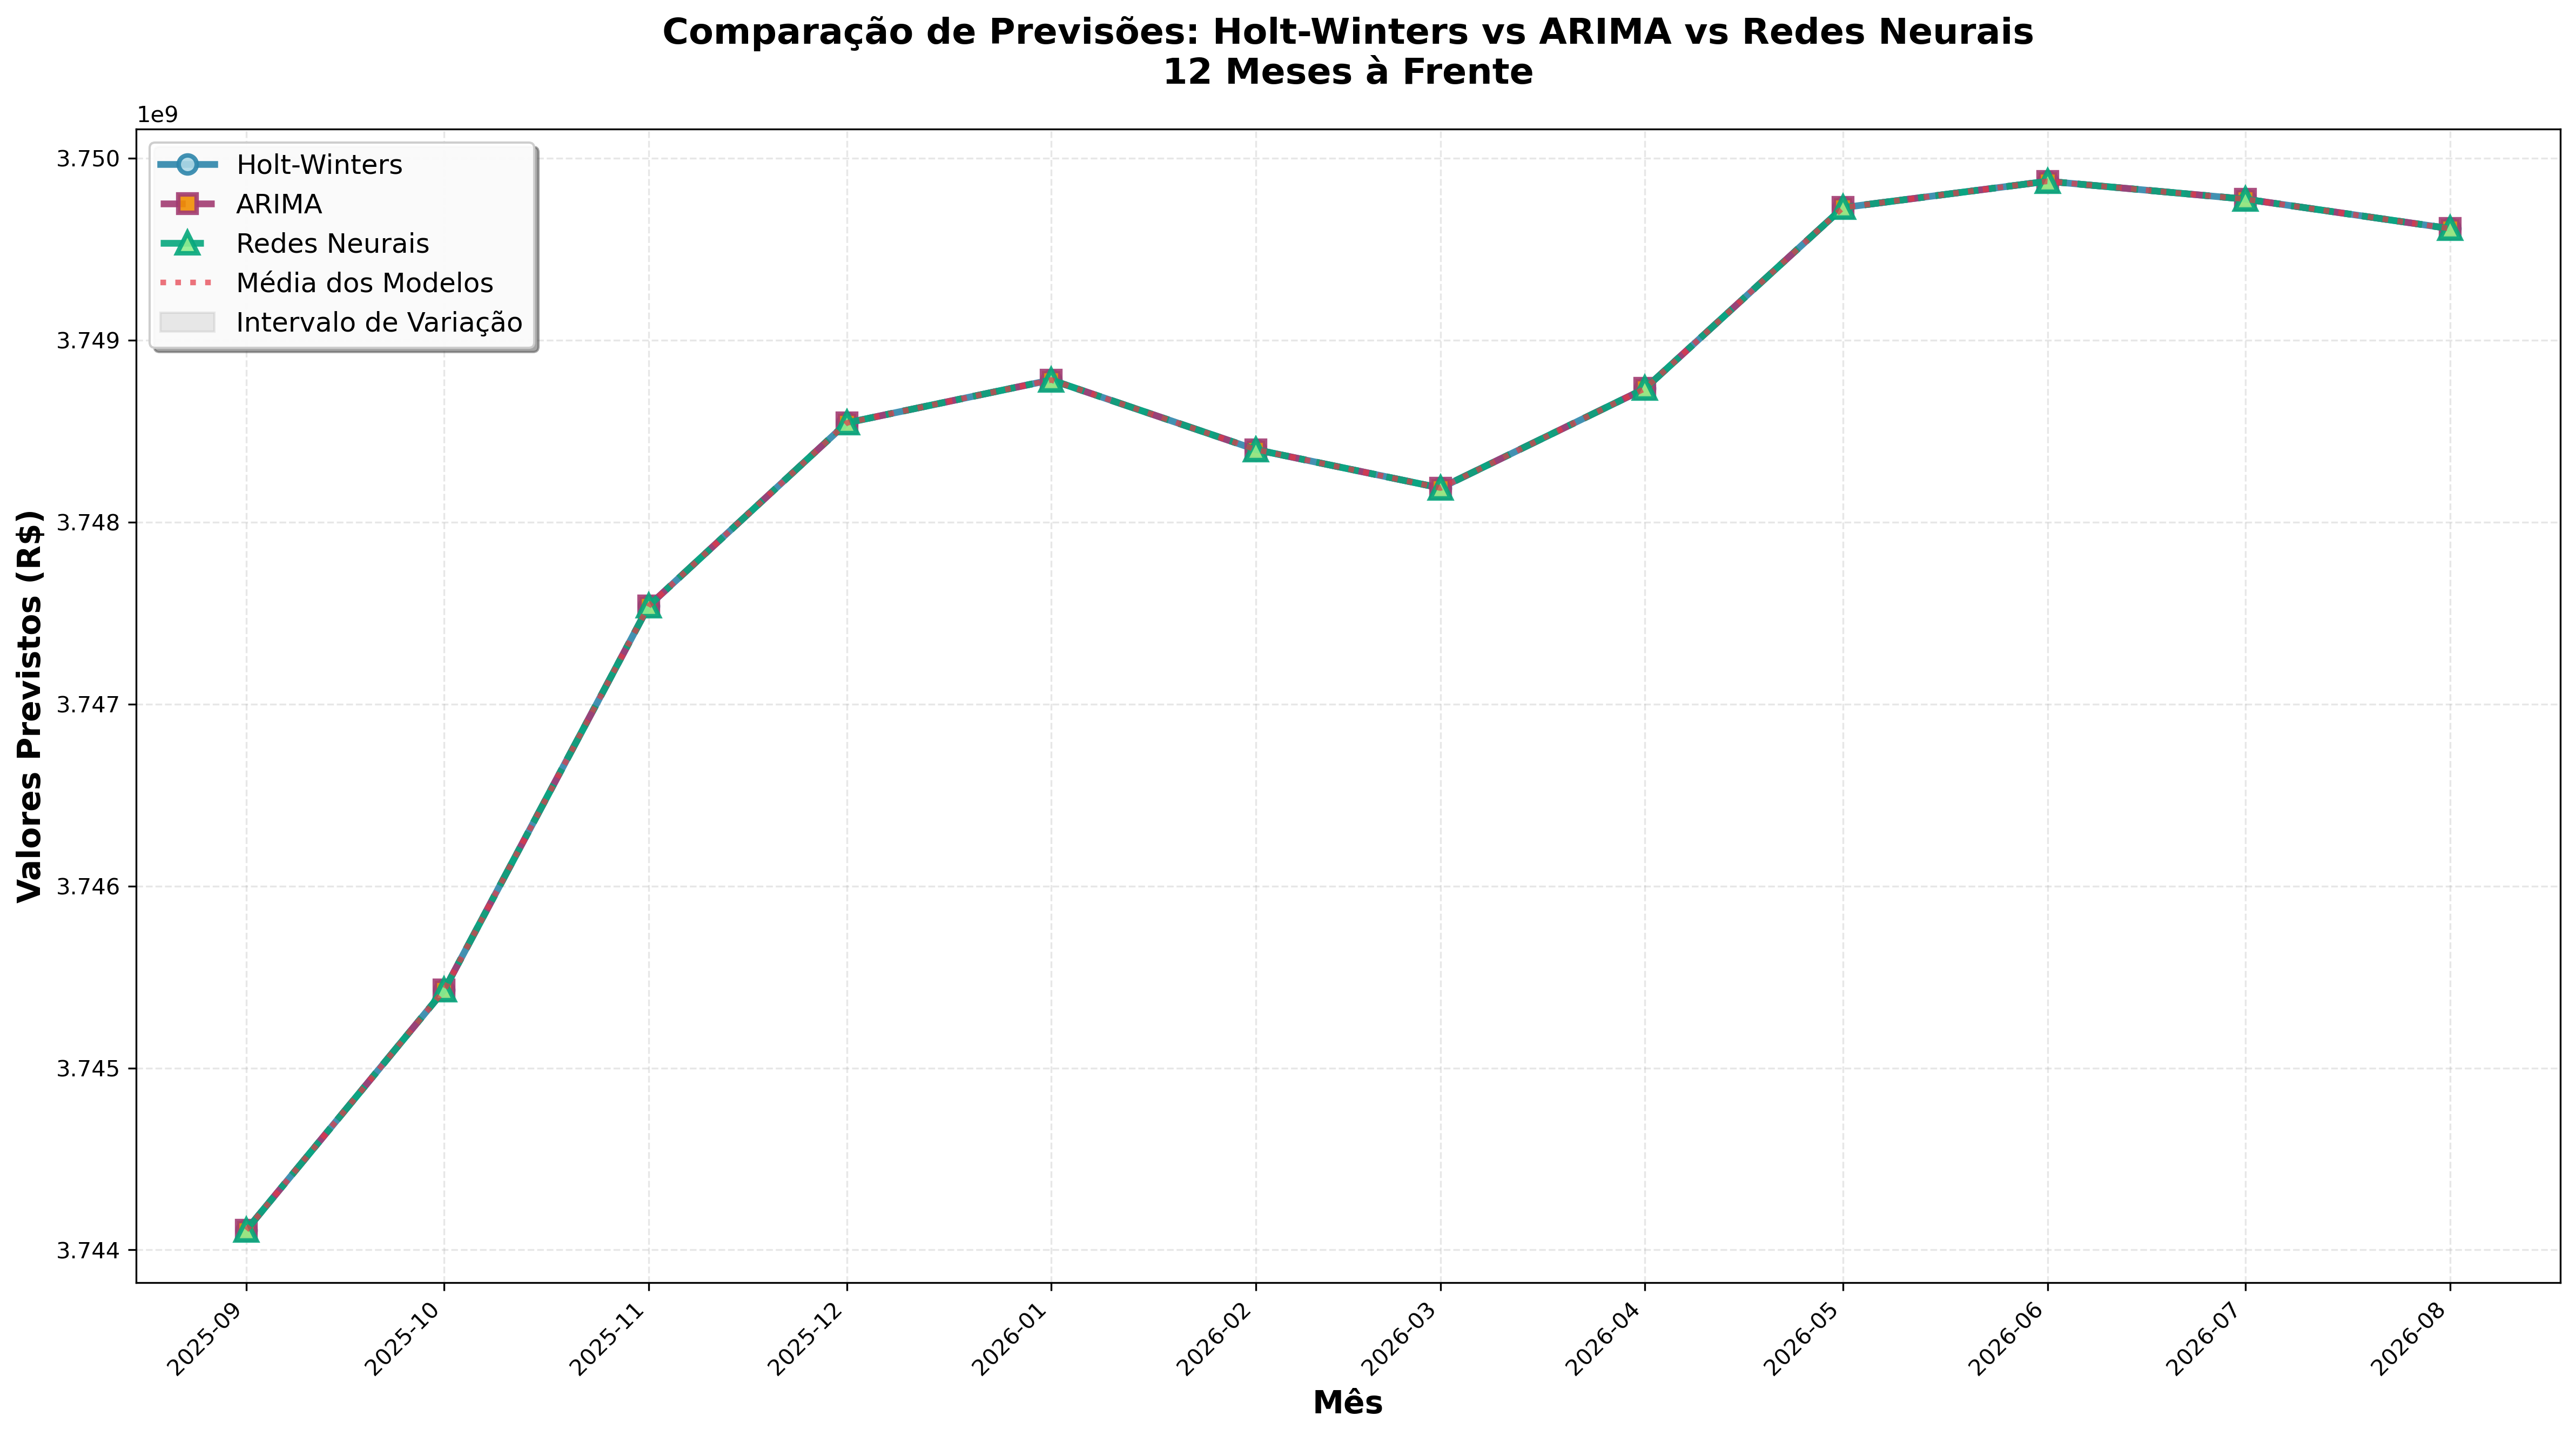 Comparação de Previsões: Holt-Winters vs ARIMA vs Redes Neurais
12 Meses à Frente
1e9
3.750
3.749
3.748
3.747
3.746
3.745
3.744
Holt-Winters
ARIMA
Redes Neurais
Média dos Modelos
Intervalo de Variação
Valores Previstos (R$)
2025-09
2025-10
2025-11
2025-12
2026-01
2026-02
2026-03
2026-04
2026-05
2026-06
2026-07
2026-08
Mês